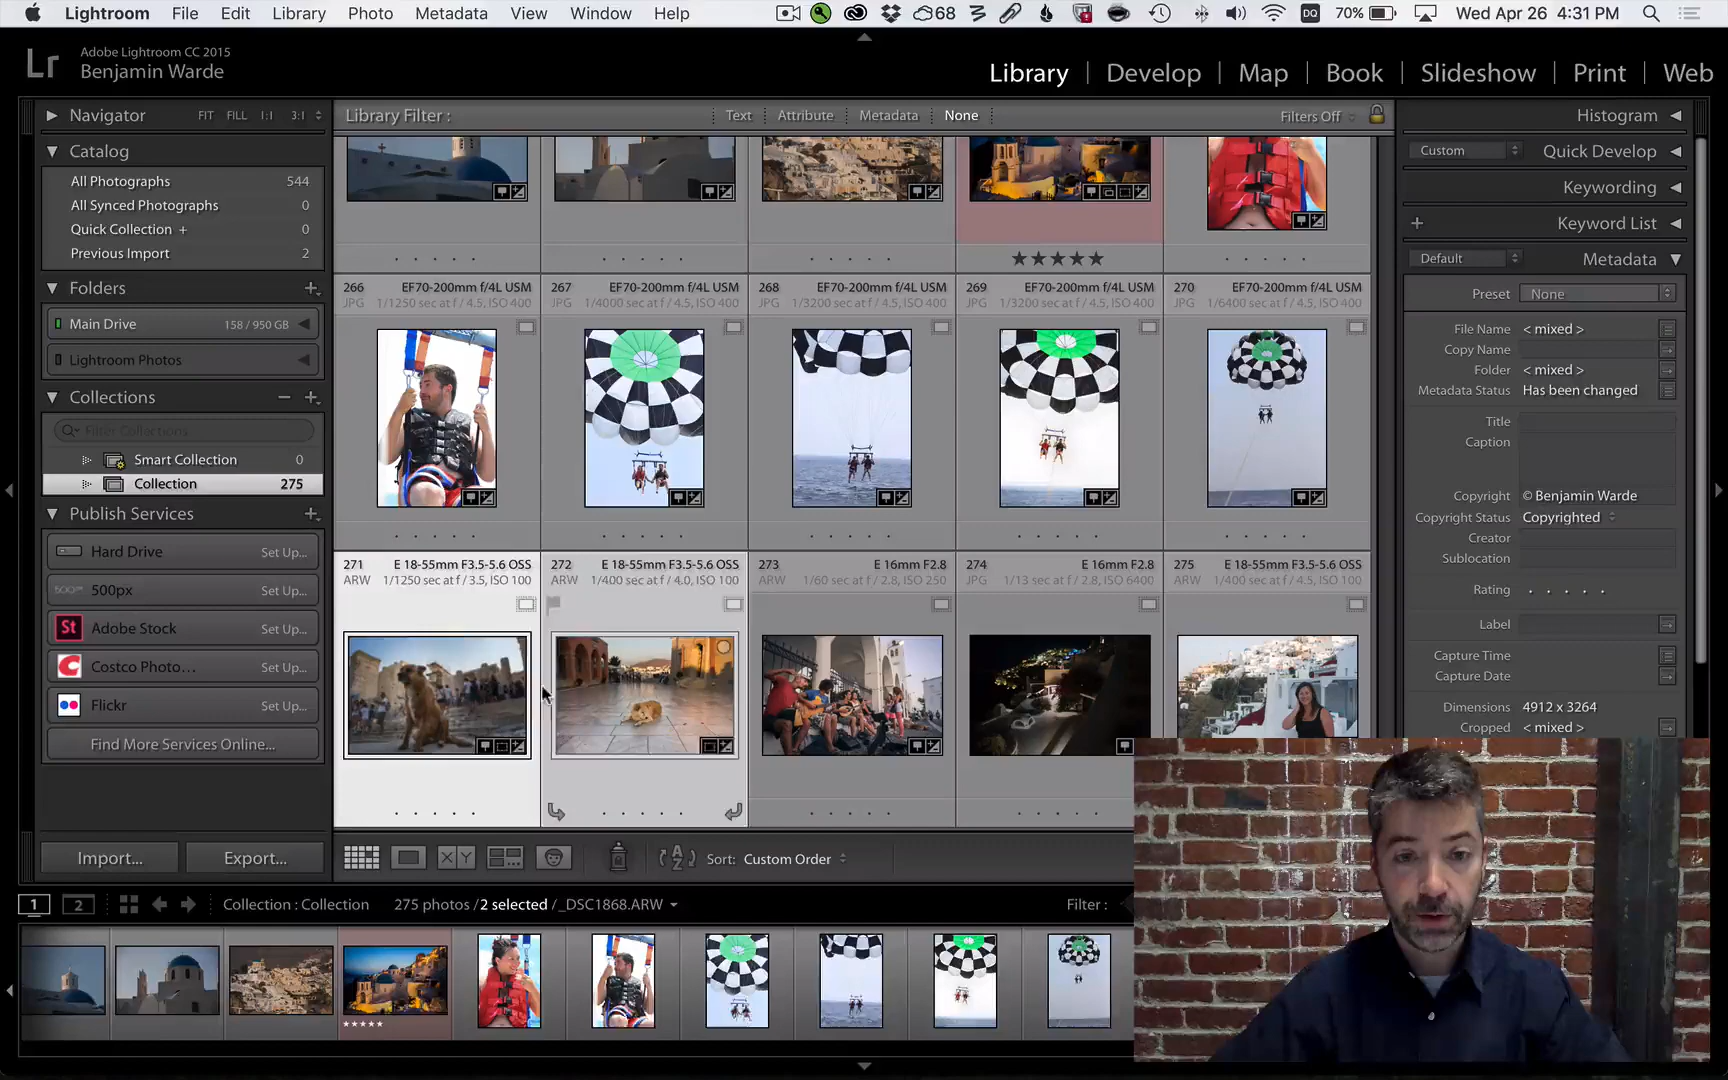 Lightroom File Edit Library Photo Metadata View Window Help 68 DQ 70% Wed Apr 26 4:31 PM
Lr
Adobe Lightroom CC 2015
Benjamin Warde
Library | Develop | Map | Book | Slideshow | Print | Web
Navigator FIT FILL 1:1 3:1
Catalog
All Photographs 544
All Synced Photographs 0
Quick Collection + 0
Previous Import 2
Folders
Main Drive 158 / 950 GB
Lightroom Photos
Collections
Filter Collections
Smart Collection 0
Collection 275
Publish Services
Hard Drive Set Up...
500px Set Up...
St Adobe Stock Set Up...
Costco Photo... Set Up...
Flickr Set Up...
Find More Services Online...
Import... Export...
Library Filter : Text Attribute Metadata None Filters Off
266 EF70-200mm f/4L USM
JPG 1/1250 sec at f / 4.5, ISO 400
267 EF70-200mm f/4L USM
JPG 1/4000 sec at f / 4.5, ISO 400
268 EF70-200mm f/4L USM
JPG 1/3200 sec at f / 4.5, ISO 400
269 EF70-200mm f/4L USM
JPG 1/3200 sec at f / 4.5, ISO 400
270 EF70-200mm f/4L USM
JPG 1/6400 sec at f / 4.5, ISO 400
271 E 18-55mm F3.5-5.6 OSS
ARW 1/1250 sec at f / 3.5, ISO 100
272 E 18-55mm F3.5-5.6 OSS
ARW 1/400 sec at f / 4.0, ISO 100
273 E 16mm F2.8
ARW 1/60 sec at f / 2.8, ISO 250
274 E 16mm F2.8
JPG 1/13 sec at f / 2.8, ISO 6400
275 E 18-55mm F3.5-5.6 OSS
ARW 1/400 sec at f / 4.5, ISO 100
X Y A Z Sort: Custom Order
Histogram
Custom Quick Develop
Keywording
Keyword List
Default Metadata
Preset None
File Name < mixed >
Copy Name
Folder < mixed >
Metadata Status Has been changed
Title
Caption
Copyright © Benjamin Warde
Copyright Status Copyrighted
Creator
Sublocation
Rating
Label
Capture Time
Capture Date
Dimensions 4912 x 3264
Cropped < mixed >
1 2 Collection : Collection 275 photos / 2 selected / _DSC1868.ARW Filter :